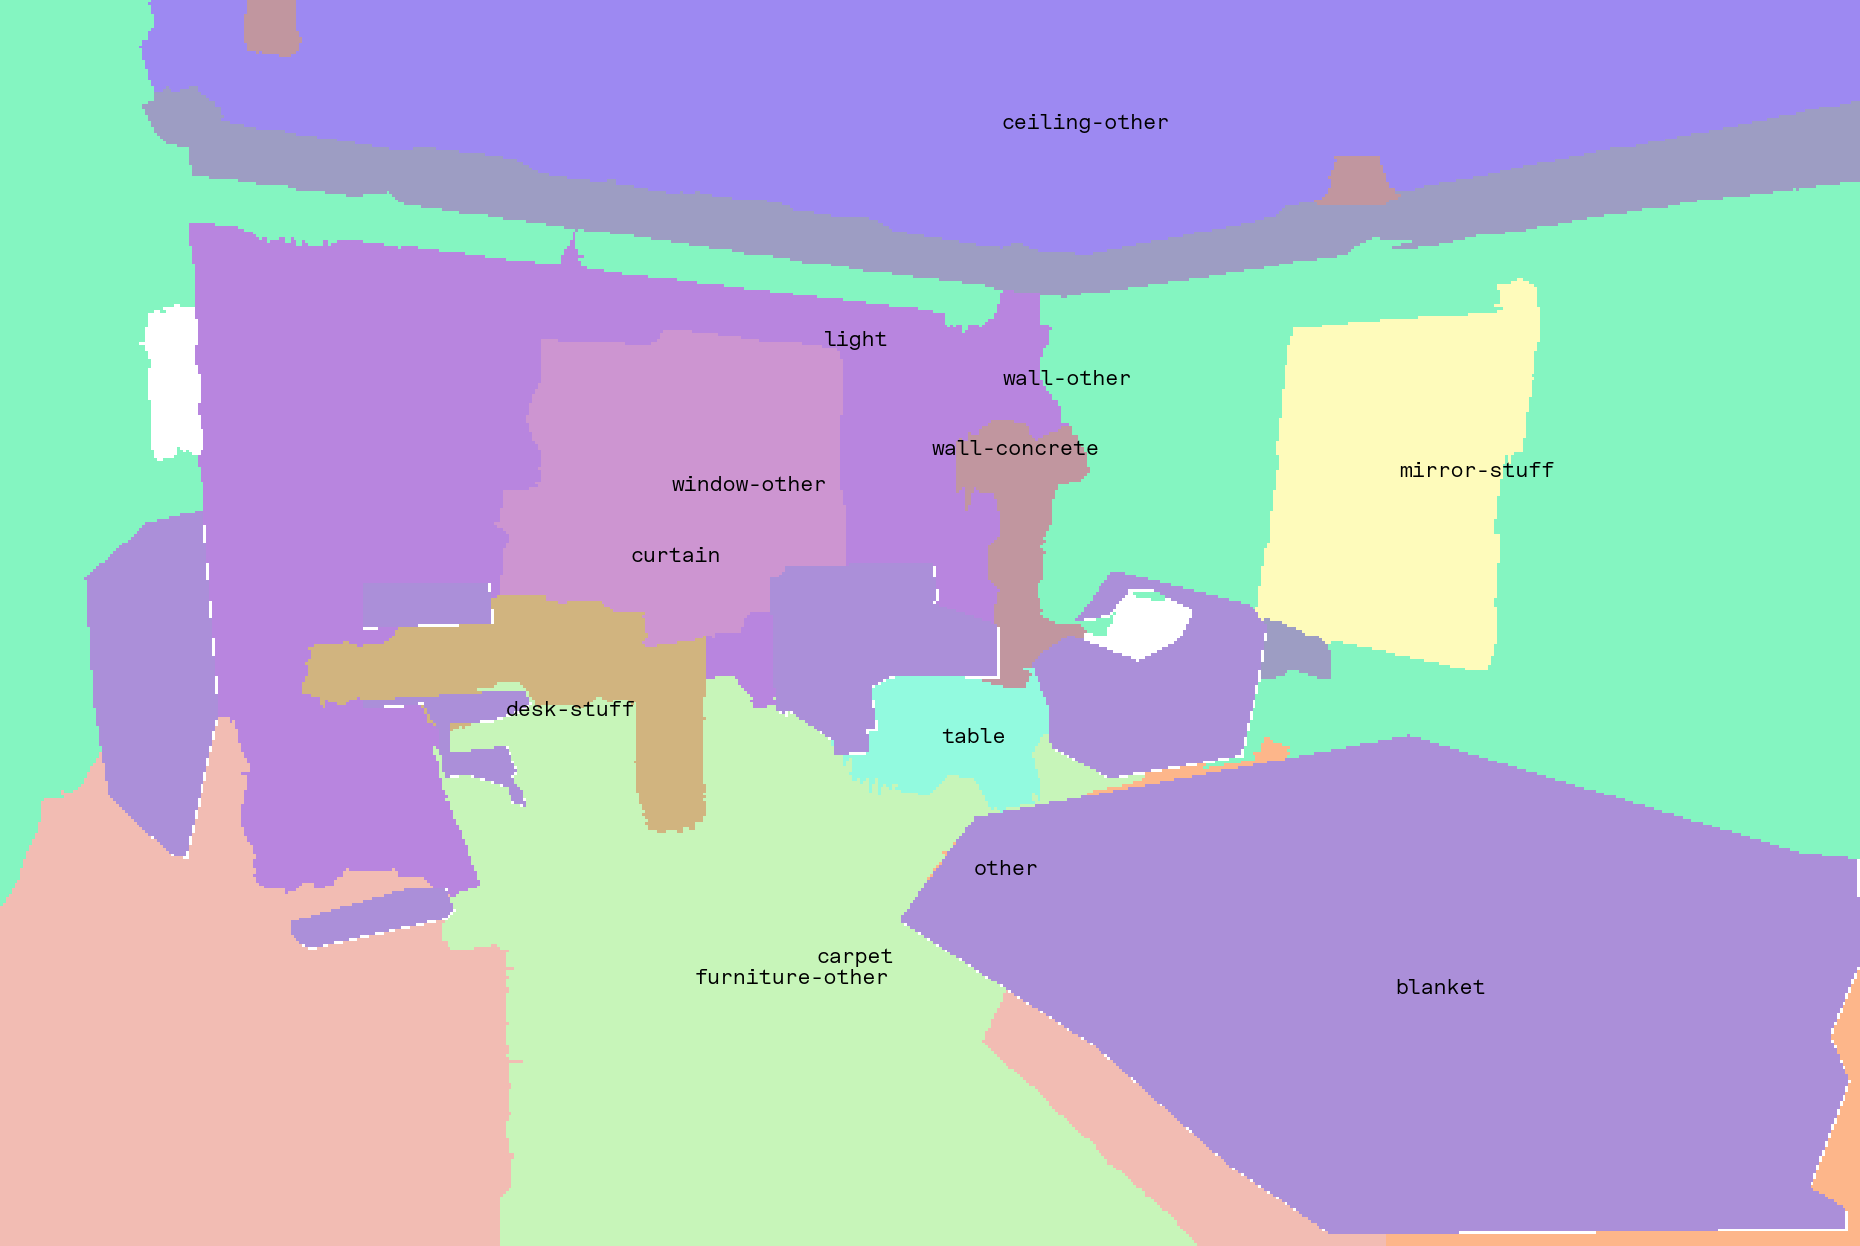 ceiling-other
light
wall-other
wall-concrete
mirror-stuff
window-other
curtain
desk-stuff
table
other
carpet
furniture-other
blanket